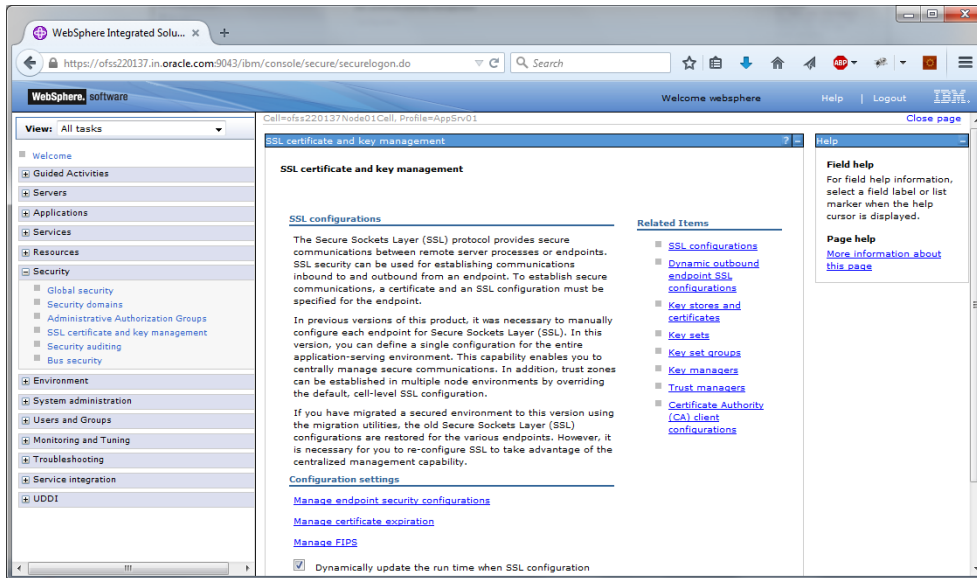 WebSphere Integrated Solu...
https://ofss220137.in.oracle.com:9043/ibm/console/secure/securelogon.do
Search
ABP
WebSphere. software
Welcome websphere
Help | Logout
IBM.
View: All tasks
Welcome
Guided Activities
Servers
Applications
Services
Resources
Security
Global security
Security domains
Administrative Authorization Groups
SSL certificate and key management
Security auditing
Bus security
Environment
System administration
Users and Groups
Monitoring and Tuning
Troubleshooting
Service integration
UDDI
Cell=ofss220137Node01Cell, Profile=AppSrv01
Close page
SSL certificate and key management
? -
SSL certificate and key management
SSL configurations
The Secure Sockets Layer (SSL) protocol provides secure
communications between remote server processes or endpoints.
SSL security can be used for establishing communications
inbound to and outbound from an endpoint. To establish secure
communications, a certificate and an SSL configuration must be
specified for the endpoint.
In previous versions of this product, it was necessary to manually
configure each endpoint for Secure Sockets Layer (SSL). In this
version, you can define a single configuration for the entire
application-serving environment. This capability enables you to
centrally manage secure communications. In addition, trust zones
can be established in multiple node environments by overriding
the default, cell-level SSL configuration.
If you have migrated a secured environment to this version using
the migration utilities, the old Secure Sockets Layer (SSL)
configurations are restored for the various endpoints. However, it
is necessary for you to re-configure SSL to take advantage of the
centralized management capability.
Configuration settings
Manage endpoint security configurations
Manage certificate expiration
Manage FIPS
Dynamically update the run time when SSL configuration
Related Items
SSL configurations
Dynamic outbound
endpoint SSL
configurations
Key stores and
certificates
Key sets
Key set groups
Key managers
Trust managers
Certificate Authority
(CA) client
configurations
Help
Field help
For field help information,
select a field label or list
marker when the help
cursor is displayed.
Page help
More information about
this page